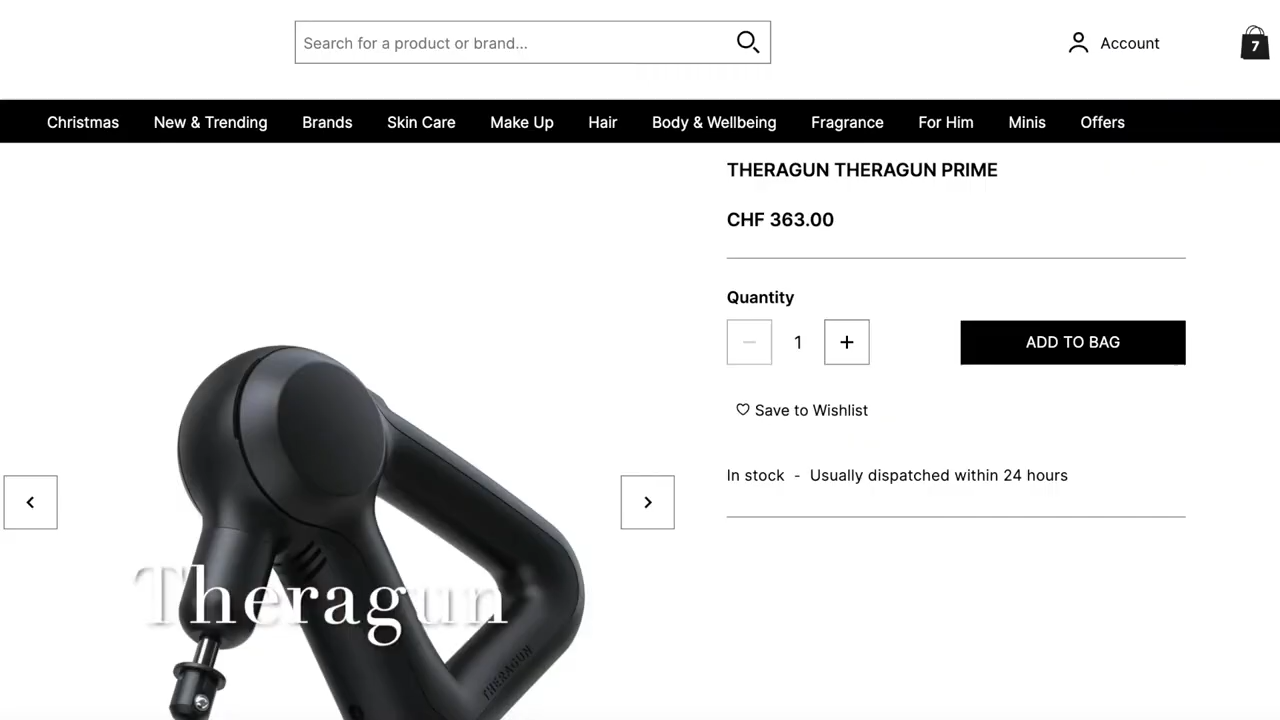 Search for a product or brand...
Account
7
Christmas New & Trending Brands Skin Care Make Up Hair Body & Wellbeing Fragrance For Him Minis Offers
THERAGUN THERAGUN PRIME
CHF 363.00
Quantity
1
ADD TO BAG
Save to Wishlist
In stock - Usually dispatched within 24 hours
Theragun
THERAGUN